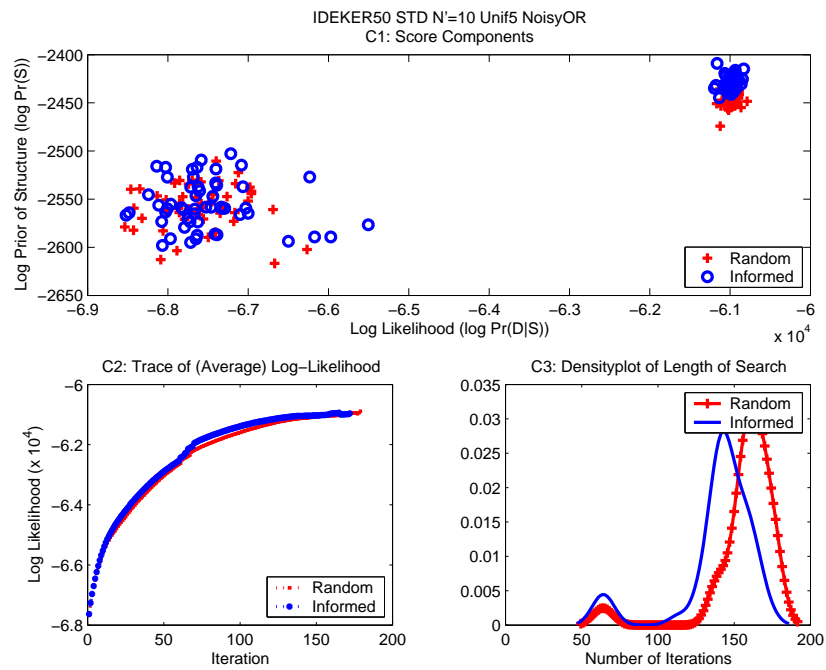 IDEKER50 STD N'=10 Unif5 NoisyOR
C1: Score Components
−2400
−2450
−2500
−2550
−2600
−2650
Log Prior of Structure (log Pr(S))
Random
Informed
−6.9 −6.8 −6.7 −6.6 −6.5 −6.4 −6.3 −6.2 −6.1 −6
Log Likelihood (log Pr(D|S))
x 10^4
C2: Trace of (Average) Log−Likelihood
−6
−6.2
−6.4
−6.6
−6.8
Log Likelihood (x 10^4)
Random
Informed
0 50 100 150 200
Iteration
C3: Densityplot of Length of Search
0.035
0.03
0.025
0.02
0.015
0.01
0.005
0
Random
Informed
0 50 100 150 200
Number of Iterations